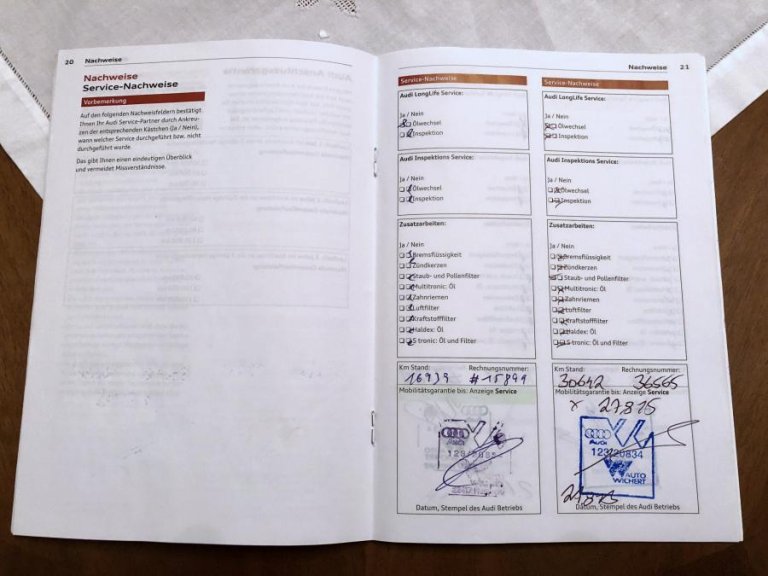 20 Nachweise
Nachweise
Service-Nachweise
Vorbemerkung
Auf den folgenden Nachweisfeldern bestätigt
Ihnen Ihr Audi Service-Partner durch Ankreu-
zen der entsprechenden Kästchen (Ja / Nein),
wann welcher Service durchgeführt bzw. nicht
durchgeführt wurde.
Das gibt Ihnen einen eindeutigen Überblick
und vermeidet Missverständnisse.
Nachweise 21
Service-Nachweise
Audi LongLife Service:
Ja / Nein
Ölwechsel
Inspektion
Audi Inspektions Service:
Ja / Nein
Ölwechsel
Inspektion
Zusatzarbeiten:
Ja / Nein
Bremsflüssigkeit
Zündkerzen
Staub- und Pollenfilter
Multitronic: Öl
Zahnriemen
Luftfilter
Kraftstofffilter
Haldex: Öl
S tronic: Öl und Filter
Km Stand: Rechnungsnummer:
16939 #15899
Mobilitätsgarantie bis: Anzeige Service
Audi
Datum, Stempel des Audi Betriebs
Service-Nachweise
Audi LongLife Service:
Ja / Nein
Ölwechsel
Inspektion
Audi Inspektions Service:
Ja / Nein
Ölwechsel
Inspektion
Zusatzarbeiten:
Ja / Nein
Bremsflüssigkeit
Zündkerzen
Staub- und Pollenfilter
Multitronic: Öl
Zahnriemen
Luftfilter
Kraftstofffilter
Haldex: Öl
S tronic: Öl und Filter
Km Stand: Rechnungsnummer:
30642 36565
Mobilitätsgarantie bis: Anzeige Service
x 27815
Audi
123/20834
AUTO
WICHERT
Datum, Stempel des Audi Betriebs